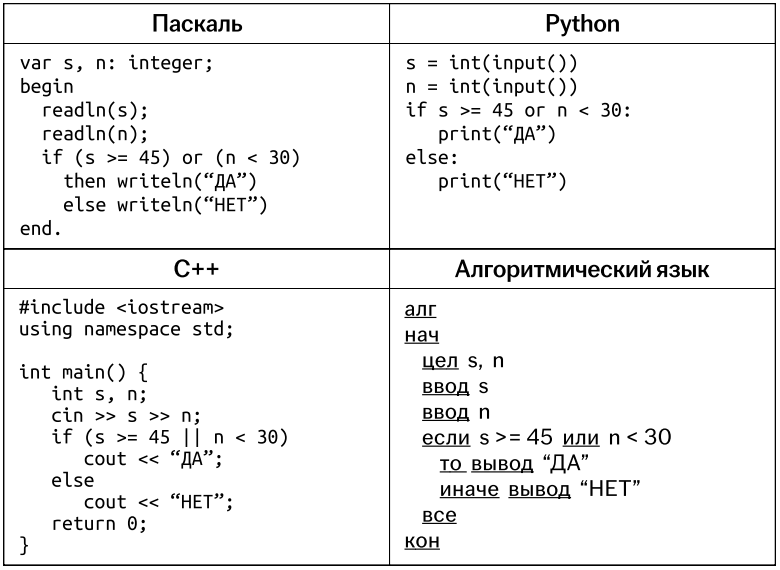 Паскаль
var s, n: integer;
begin
readln(s);
readln(n);
if (s >= 45) or (n < 30)
then writeln(“ДА”)
else writeln(“НЕТ”)
end.
Python
s = int(input())
n = int(input())
if s >= 45 or n < 30:
print(“ДА”)
else:
print(“НЕТ”)
C++
#include <iostream>
using namespace std;
int main() {
int s, n;
cin >> s >> n;
if (s >= 45 || n < 30)
cout << “ДА”;
else
cout << “НЕТ”;
return 0;
}
Алгоритмический язык
алг
нач
цел s, n
ввод s
ввод n
если s >= 45 или n < 30
то вывод “ДА”
иначе вывод “НЕТ”
все
кон